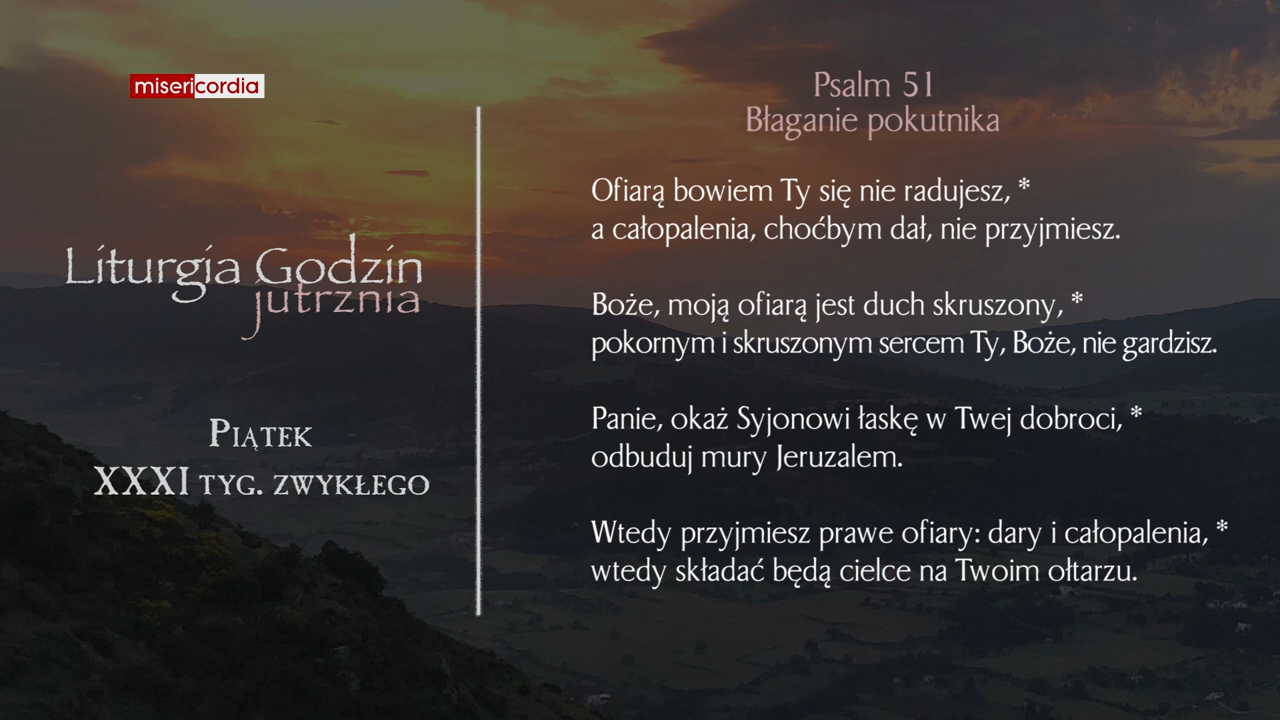 misericordia
Liturgia Godzin
jutrznia
Piątek
XXXI tyg. zwykłego
Psalm 51
Błaganie pokutnika
Ofiarą bowiem Ty się nie radujesz, *
a całopalenia, choćbym dał, nie przyjmiesz.
Boże, moją ofiarą jest duch skruszony, *
pokornym i skruszonym sercem Ty, Boże, nie gardzisz.
Panie, okaż Syjonowi łaskę w Twej dobroci, *
odbuduj mury Jeruzalem.
Wtedy przyjmiesz prawe ofiary: dary i całopalenia, *
wtedy składać będą cielce na Twoim ołtarzu.